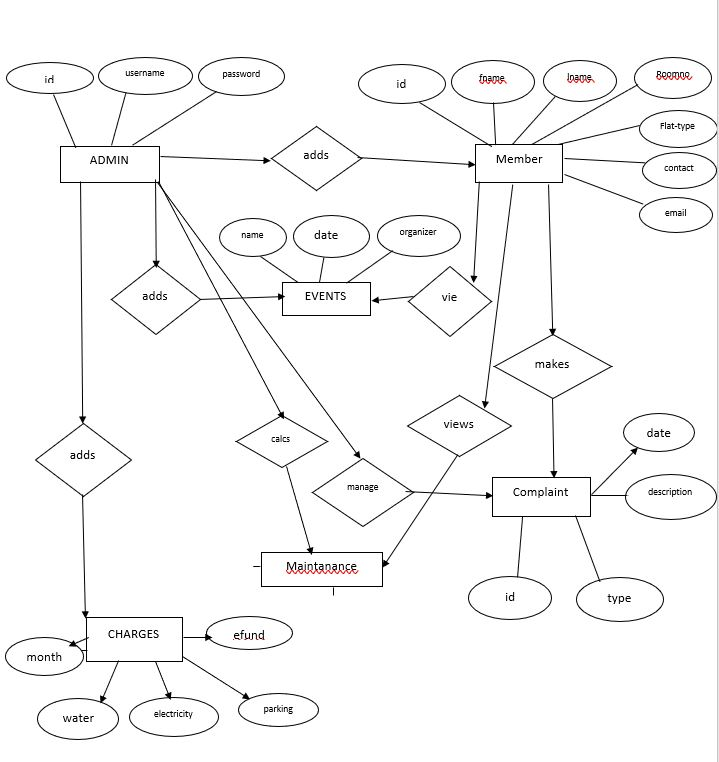 id
username
password
id
fname
lname
Roomno
Flat-type
contact
email
ADMIN
adds
Member
name
date
organizer
adds
EVENTS
vie
makes
adds
calcs
views
manage
date
Complaint
description
Maintanance
id
type
CHARGES
efund
month
water
electricity
parking